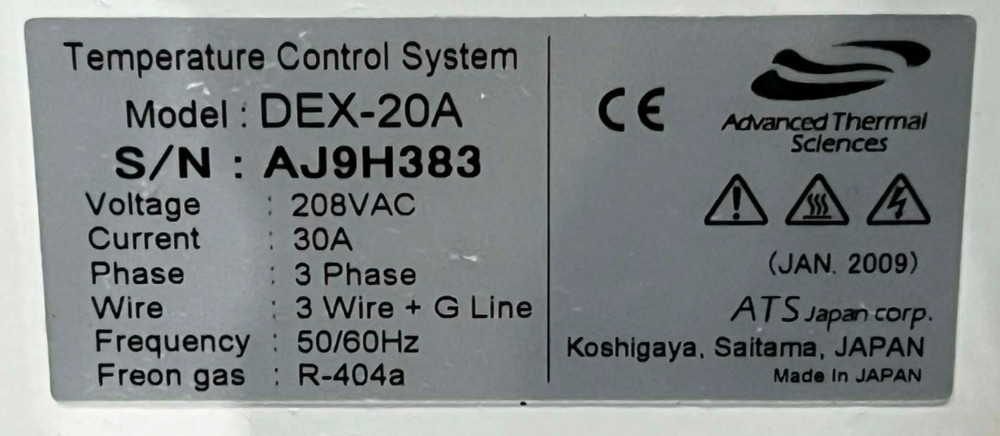 Temperature Control System
Model : DEX-20A
S/N : AJ9H383
Voltage : 208VAC
Current : 30A
Phase : 3 Phase
Wire : 3 Wire + G Line
Frequency : 50/60Hz
Freon gas : R-404a
CE
Advanced Thermal
Sciences
(JAN. 2009)
ATS Japan corp.
Koshigaya, Saitama, JAPAN
Made In JAPAN